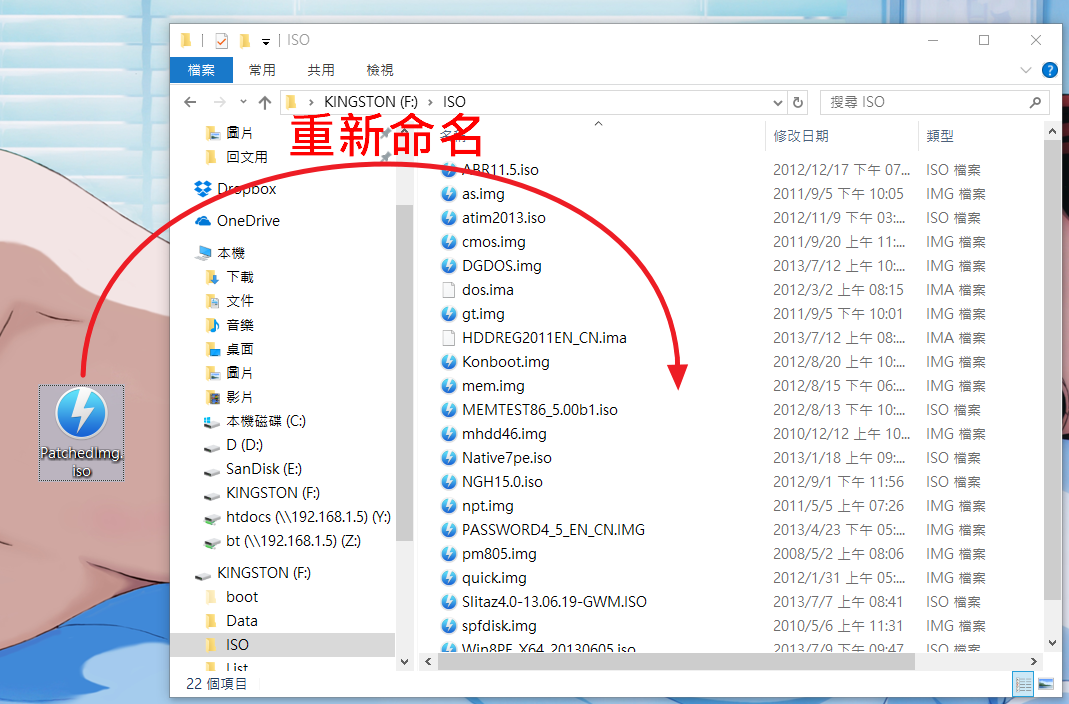 ISO
檔案 常用 共用 檢視
KINGSTON (F:) ISO
搜尋 ISO
重新命名
圖片
回文用
Dropbox
OneDrive
本機
下載
文件
音樂
桌面
圖片
影片
本機磁碟 (C:)
D (D:)
SanDisk (E:)
KINGSTON (F:)
htdocs (\\192.168.1.5) (Y:)
bt (\\192.168.1.5) (Z:)
KINGSTON (F:)
boot
Data
ISO
List
名稱 修改日期 類型
ABR11.5.iso 2012/12/17 下午 07:... ISO 檔案
as.img 2011/9/5 下午 10:05 IMG 檔案
atim2013.iso 2012/11/9 下午 03:... ISO 檔案
cmos.img 2011/9/20 上午 11:... IMG 檔案
DGDOS.img 2013/7/12 上午 10:... IMG 檔案
dos.ima 2012/3/2 上午 08:15 IMA 檔案
gt.img 2011/9/5 下午 10:01 IMG 檔案
HDDREG2011EN_CN.ima 2013/7/12 上午 08:... IMA 檔案
Konboot.img 2012/8/20 上午 10:... IMG 檔案
mem.img 2012/8/15 下午 06:... IMG 檔案
MEMTEST86_5.00b1.iso 2012/8/13 下午 10:... ISO 檔案
mhdd46.img 2010/12/12 上午 10... IMG 檔案
Native7pe.iso 2013/1/18 上午 09:... ISO 檔案
NGH15.0.iso 2012/9/1 下午 11:56 ISO 檔案
npt.img 2011/5/5 上午 07:26 IMG 檔案
PASSWORD4_5_EN_CN.IMG 2013/4/23 下午 05:... IMG 檔案
pm805.img 2008/5/2 上午 08:06 IMG 檔案
quick.img 2012/1/31 上午 05:... IMG 檔案
Slitaz4.0-13.06.19-GWM.ISO 2013/7/7 上午 08:41 ISO 檔案
spfdisk.img 2010/5/6 上午 11:31 IMG 檔案
Win8PE_X64_20130605.iso 2013/7/9 上午 09:47 ISO 檔案
22 個項目
PatchedImg.
iso